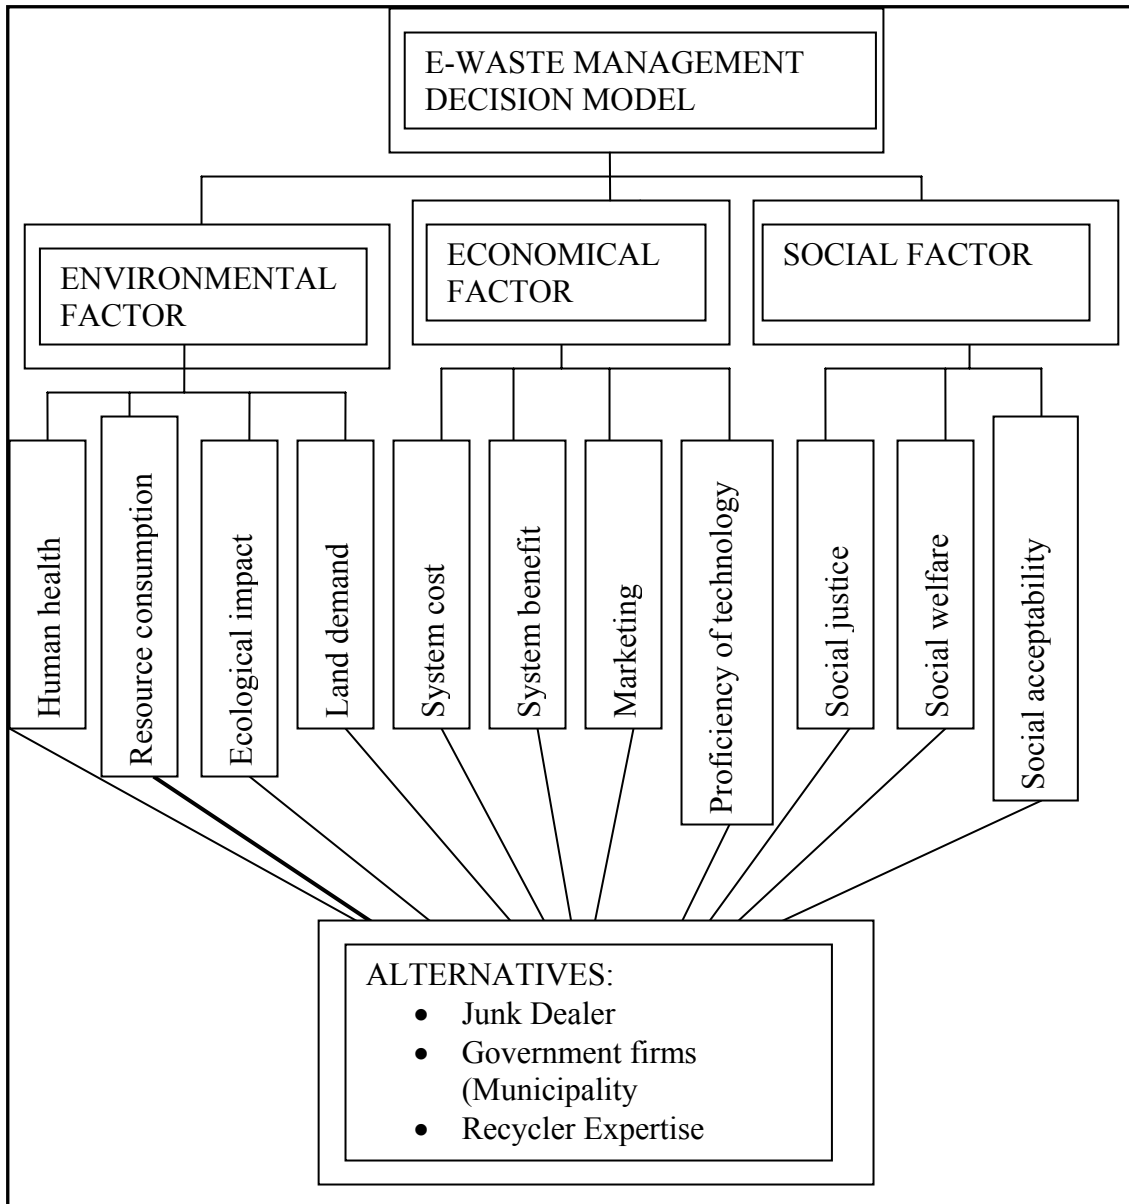 E-WASTE MANAGEMENT
DECISION MODEL
ENVIRONMENTAL
FACTOR
ECONOMICAL
FACTOR
SOCIAL FACTOR
Human health
Resource consumption
Ecological impact
Land demand
System cost
System benefit
Marketing
Proficiency of technology
Social justice
Social welfare
Social acceptability
ALTERNATIVES:
• Junk Dealer
• Government firms
(Municipality
• Recycler Expertise